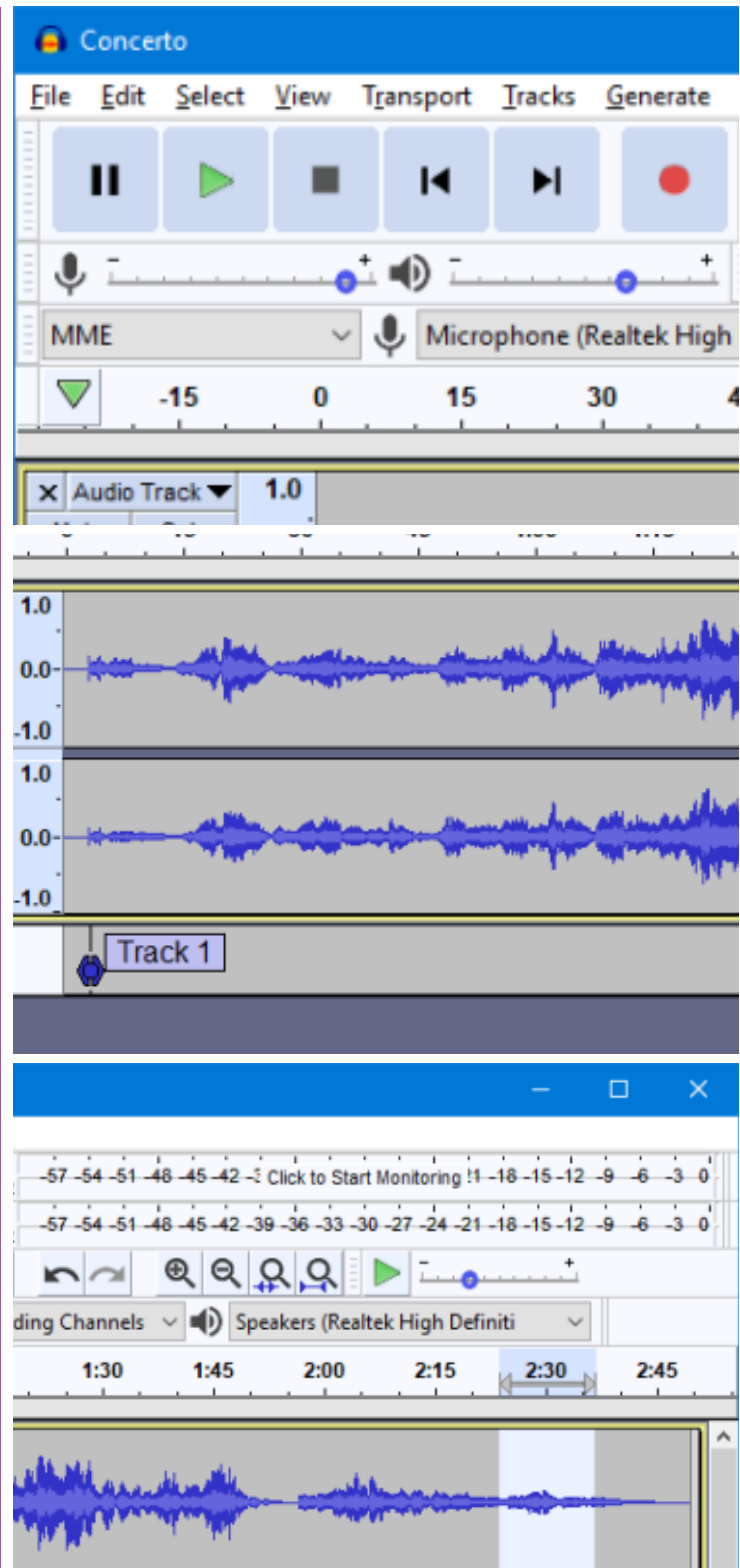 Concerto
File Edit Select View Transport Tracks Generate
- + - +
MME Microphone (Realtek High
-15 0 15 30
× Audio Track 1.0
1.0
0.0
-1.0
1.0
0.0
-1.0
Track 1
-57 -54 -51 -48 -45 -42 Click to Start Monitoring -18 -15 -12 -9 -6 -3 0
-57 -54 -51 -48 -45 -42 -39 -36 -33 -30 -27 -24 -21 -18 -15 -12 -9 -6 -3 0
- +
ding Channels Speakers (Realtek High Definiti
1:30 1:45 2:00 2:15 2:30 2:45